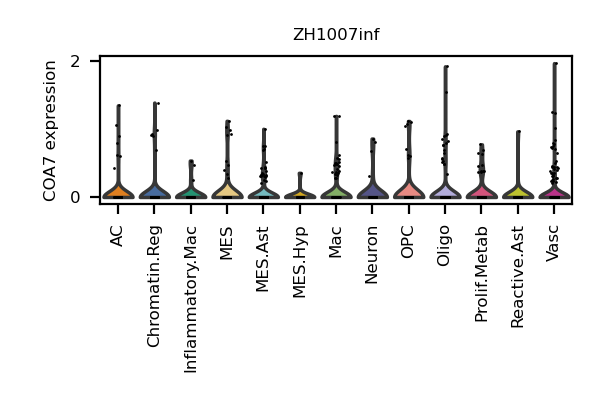 ZH1007inf
COA7 expression
2
0
AC
Chromatin.Reg
Inflammatory.Mac
MES
MES.Ast
MES.Hyp
Mac
Neuron
OPC
Oligo
Prolif.Metab
Reactive.Ast
Vasc